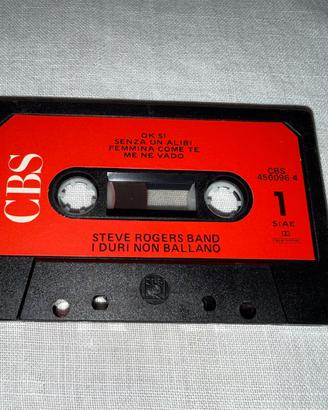 OK SI
SENZA UN ALIBI
FEMMINA COME TE
ME NE VADO
CBS
CBS
450096 4
1
SIAE
STEVE ROGERS BAND
I DURI NON BALLANO